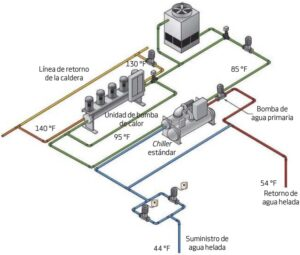 Línea de retorno
de la caldera
130 °F
85 °F
Unidad de bomba
de calor
Bomba de
agua primaria
140 °F
95 °F
Chiller
estándar
54 °F
Retorno de
agua helada
44 °F
Suministro de
agua helada